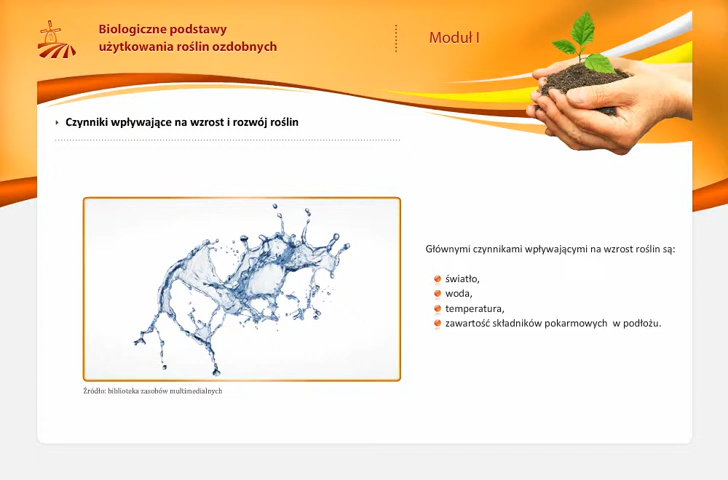 Biologiczne podstawy
użytkowania roślin ozdobnych
Moduł I
Czynniki wpływające na wzrost i rozwój roślin
Głównymi czynnikami wpływającymi na wzrost roślin są:
światło,
woda,
temperatura,
zawartość składników pokarmowych w podłożu.
Źródło: biblioteka zasobów multimedialnych